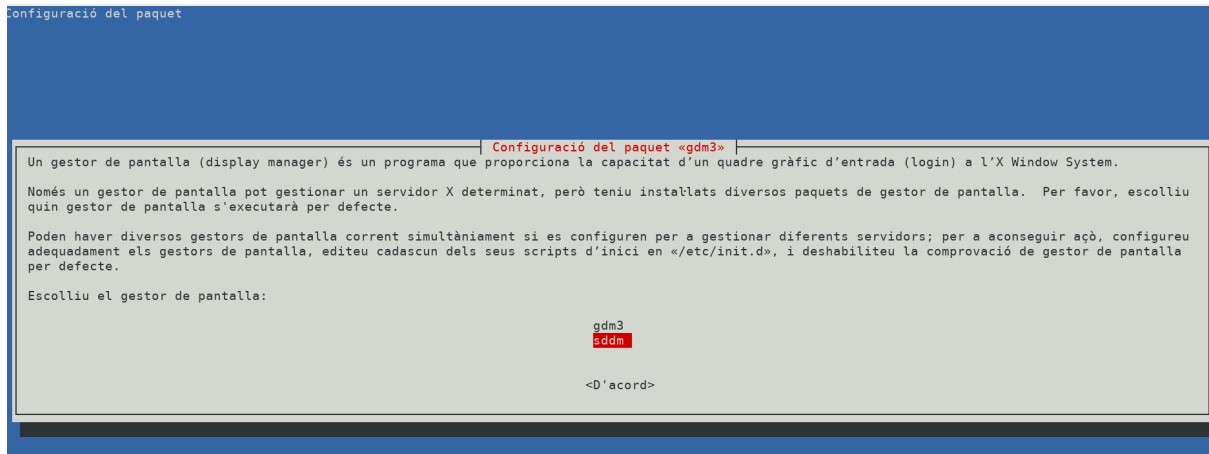 Configuració del paquet
Configuració del paquet «gdm3»
Un gestor de pantalla (display manager) és un programa que proporciona la capacitat d’un quadre gràfic d’entrada (login) a l’X Window System.
Només un gestor de pantalla pot gestionar un servidor X determinat, però teniu instal·lats diversos paquets de gestor de pantalla.  Per favor, escolliu
quin gestor de pantalla s'executarà per defecte.
Poden haver diversos gestors de pantalla corrent simultàniament si es configuren per a gestionar diferents servidors; per a aconseguir açò, configureu
adequadament els gestors de pantalla, editeu cadascun dels seus scripts d’inici en «/etc/init.d», i deshabiliteu la comprovació de gestor de pantalla
per defecte.
Escolliu el gestor de pantalla:
gdm3
sddm
<D'acord>